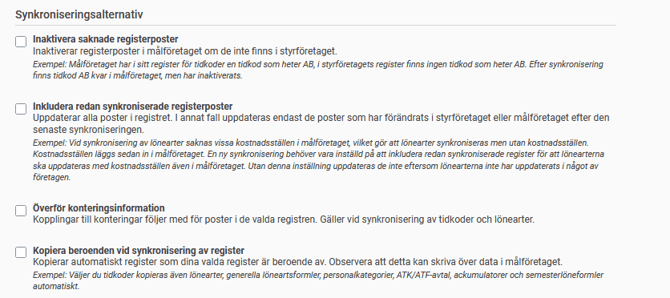 Synkroniseringsalternativ
Inaktivera saknade registerposter
Inaktiverar registerposter i målföretaget om de inte finns i styrföretaget.
Exempel: Målföretaget har i sitt register för tidkoder en tidkod som heter AB, i styrföretagets register finns ingen tidkod som heter AB. Efter synkronisering
finns tidkod AB kvar i målföretaget, men har inaktiverats.
Inkludera redan synkroniserade registerposter
Uppdaterar alla poster i registret. I annat fall uppdateras endast de poster som har förändrats i styrföretaget eller målföretaget efter den
senaste synkroniseringen.
Exempel: Vid synkronisering av lönearter saknas vissa kostnadsställen i målföretaget, vilket gör att lönearter synkroniseras men utan kostnadsställen.
Kostnadsställen läggs sedan in i målföretaget. En ny synkronisering behöver vara inställd på att inkludera redan synkroniserade register för att lönearterna
ska uppdateras med kostnadsställen även i målföretaget. Utan denna inställning uppdateras de inte eftersom lönearterna inte har uppdaterats i något av
företagen.
Överför konteringsinformation
Kopplingar till konteringar följer med för poster i de valda registren. Gäller vid synkronisering av tidkoder och lönearter.
Kopiera beroenden vid synkronisering av register
Kopierar automatiskt register som dina valda register är beroende av. Observera att detta kan skriva över data i målföretaget.
Exempel: Väljer du tidkoder kopieras även lönearter, generella löneartsformler, personalkategorier, ATK/ATF-avtal, ackumulatorer och semesterlöneformler
automatiskt.